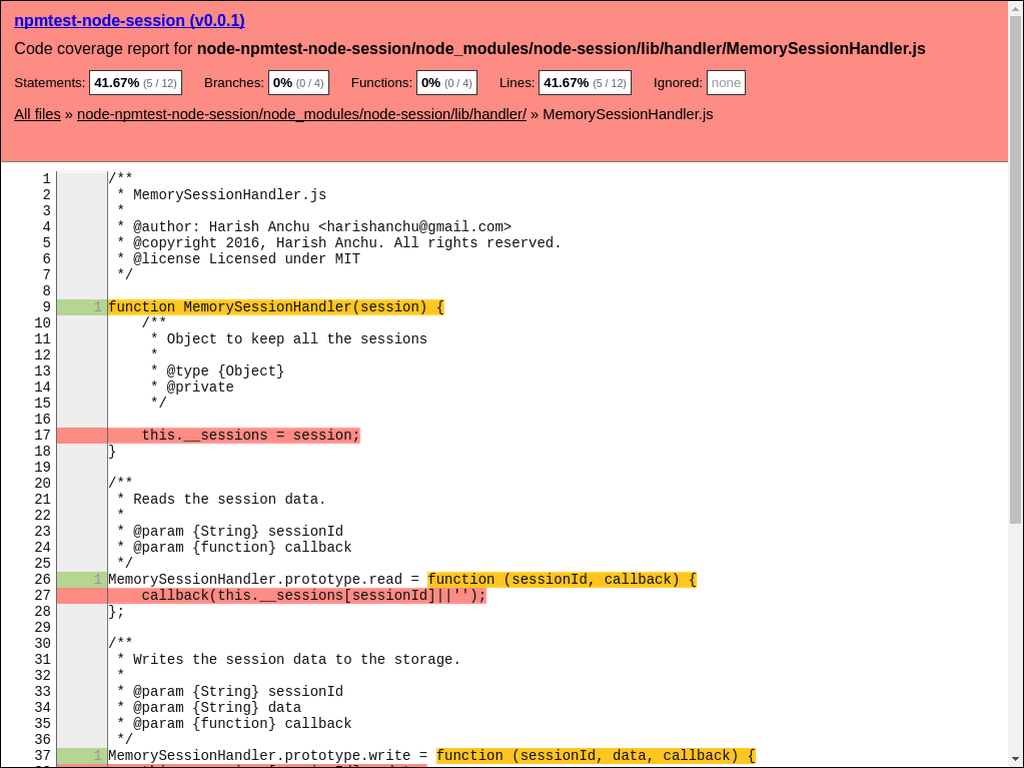 npmtest-node-session (v0.0.1)
Code coverage report for node-npmtest-node-session/node_modules/node-session/lib/handler/MemorySessionHandler.js
Statements: 41.67% (5 / 12) Branches: 0% (0 / 4) Functions: 0% (0 / 4) Lines: 41.67% (5 / 12) Ignored: none
All files » node-npmtest-node-session/node_modules/node-session/lib/handler/ » MemorySessionHandler.js
1 /**
2 * MemorySessionHandler.js
3 *
4 * @author: Harish Anchu <harishanchu@gmail.com>
5 * @copyright 2016, Harish Anchu. All rights reserved.
6 * @license Licensed under MIT
7 */
8
9 1 function MemorySessionHandler(session) {
10 /**
11 * Object to keep all the sessions
12 *
13 * @type {Object}
14 * @private
15 */
16
17 this.__sessions = session;
18 }
19
20 /**
21 * Reads the session data.
22 *
23 * @param {String} sessionId
24 * @param {function} callback
25 */
26 1 MemorySessionHandler.prototype.read = function (sessionId, callback) {
27 callback(this.__sessions[sessionId]||'');
28 };
29
30 /**
31 * Writes the session data to the storage.
32 *
33 * @param {String} sessionId
34 * @param {String} data
35 * @param {function} callback
36 */
37 1 MemorySessionHandler.prototype.write = function (sessionId, data, callback) {